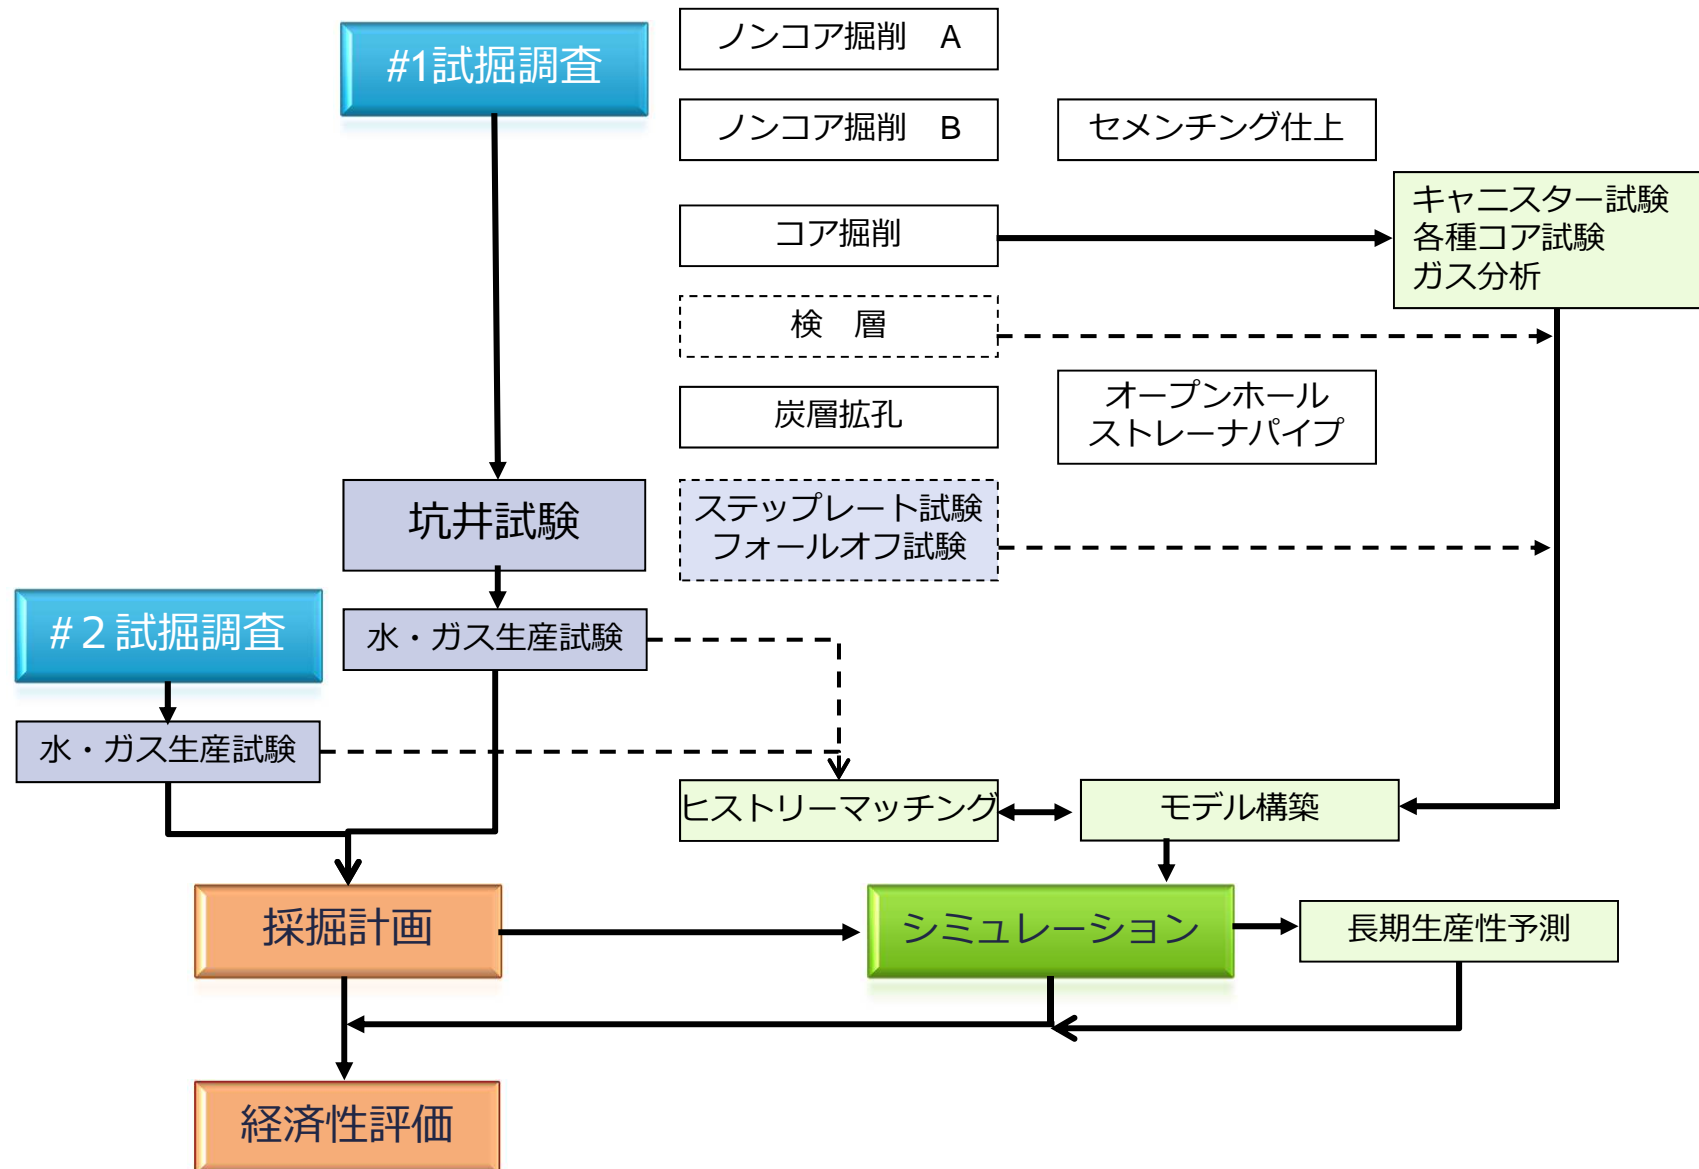 #1試掘調査
ノンコア掘削　A
ノンコア掘削　B
セメンチング仕上
コア掘削
キャニスター試験
各種コア試験
ガス分析
検　層
炭層拡孔
オープンホール
ストレーナパイプ
坑井試験
ステップレート試験
フォールオフ試験
#２試掘調査
水・ガス生産試験
水・ガス生産試験
ヒストリーマッチング
モデル構築
採掘計画
シミュレーション
長期生産性予測
経済性評価